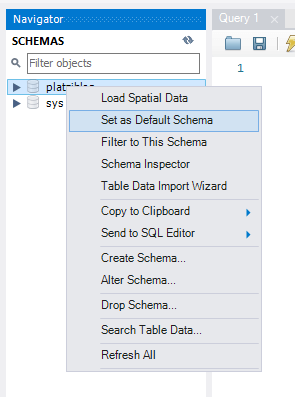 Navigator
Query 1
SCHEMAS
Filter objects
1
sys
Load Spatial Data
Set as Default Schema
Filter to This Schema
Schema Inspector
Table Data Import Wizard
Copy to Clipboard
Send to SQL Editor
Create Schema...
Alter Schema...
Drop Schema...
Search Table Data...
Refresh All